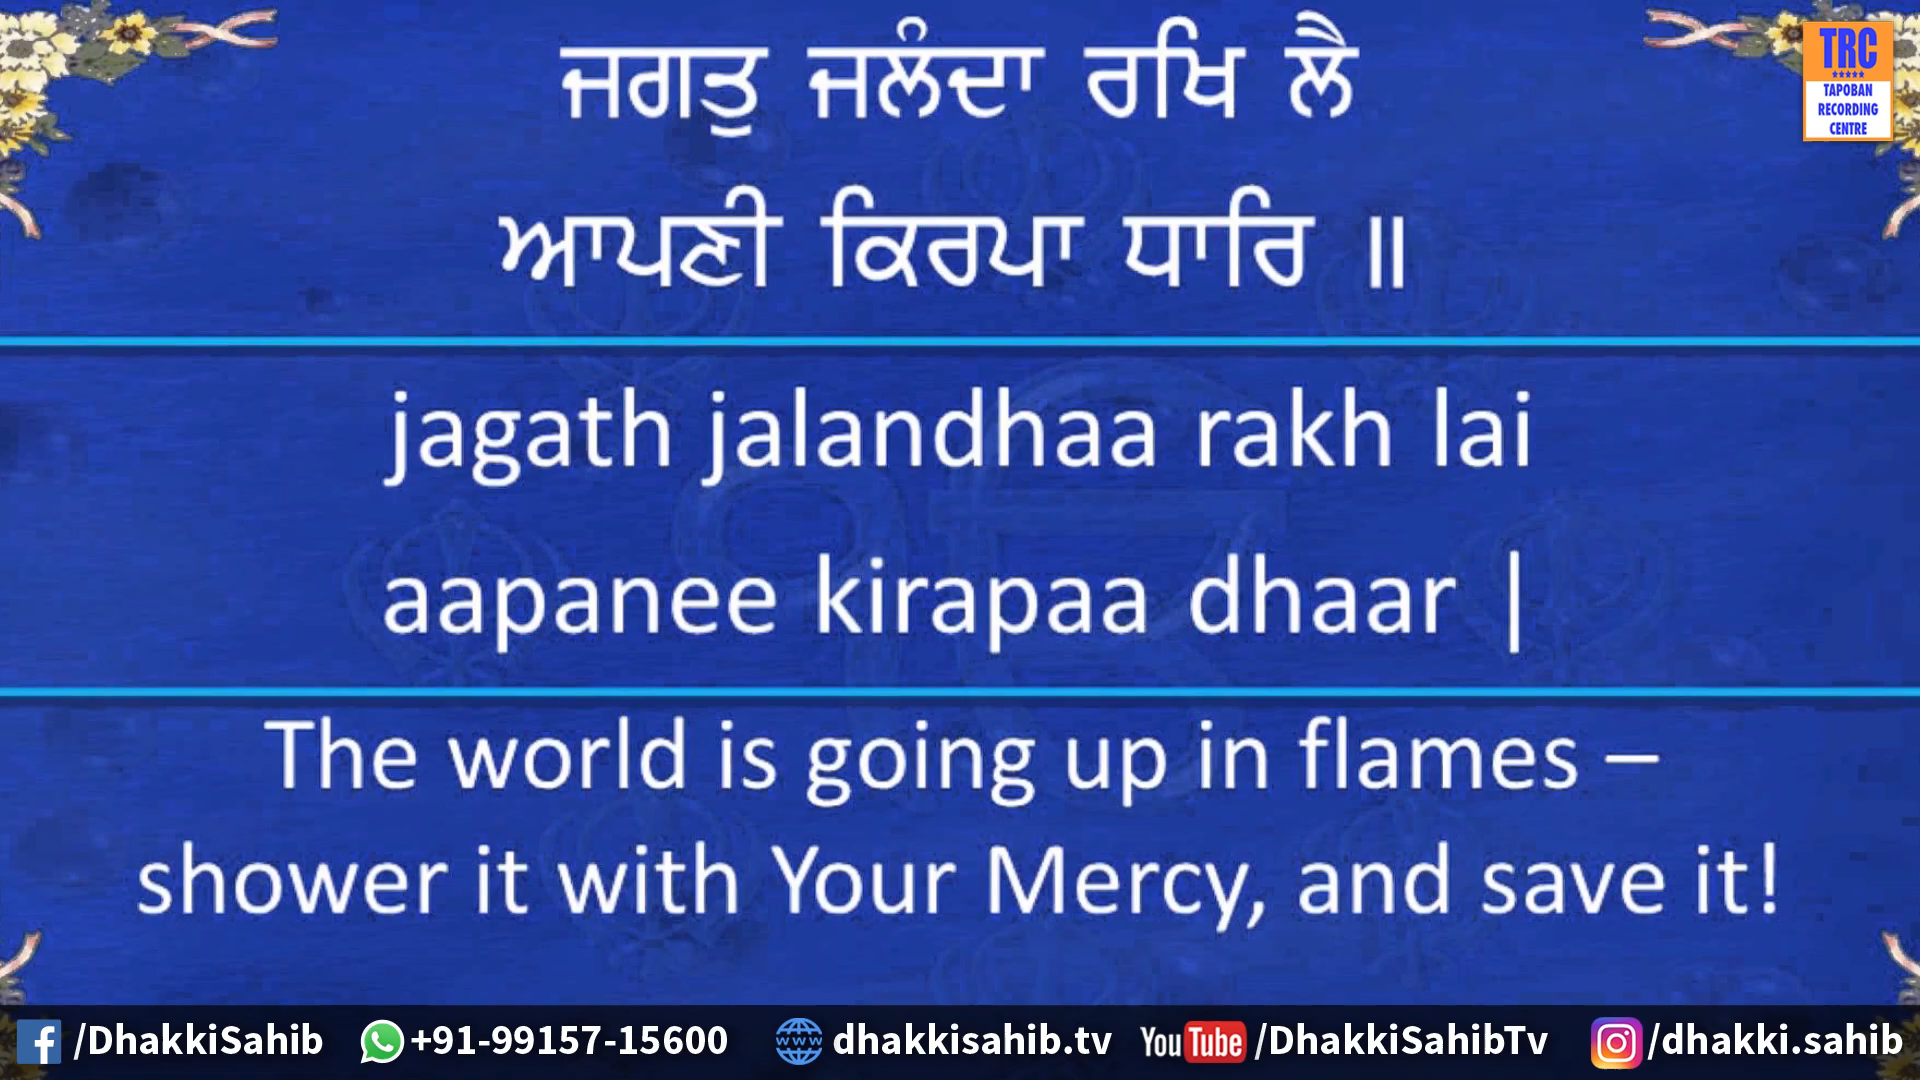 ਜਗਤੁ ਜਲੰਦਾ ਰਖਿ ਲੈ
ਆਪਣੀ ਕਿਰਪਾ ਧਾਰਿ ॥
TRC
TAPOBAN
RECORDING
CENTRE
jagath jalandhaa rakh lai
aapanee kirapaa dhaar |
The world is going up in flames –
shower it with Your Mercy, and save it!
/DhakkiSahib +91-99157-15600 www dhakkisahib.tv YouTube /DhakkiSahibTv /dhakki.sahib